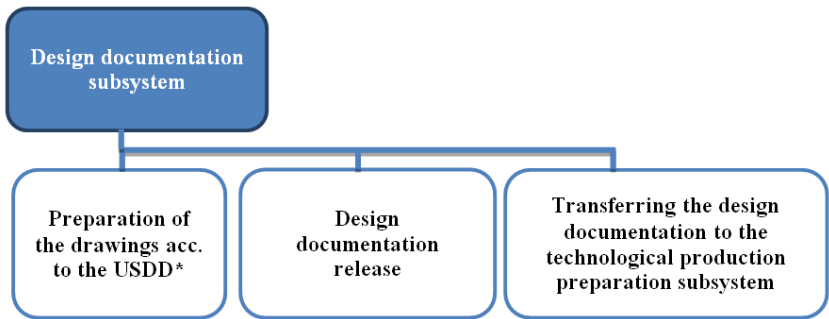 Design documentation
subsystem
Preparation of
the drawings acc.
to the USDD*
Design
documentation
release
Transferring the design
documentation to the
technological production
preparation subsystem